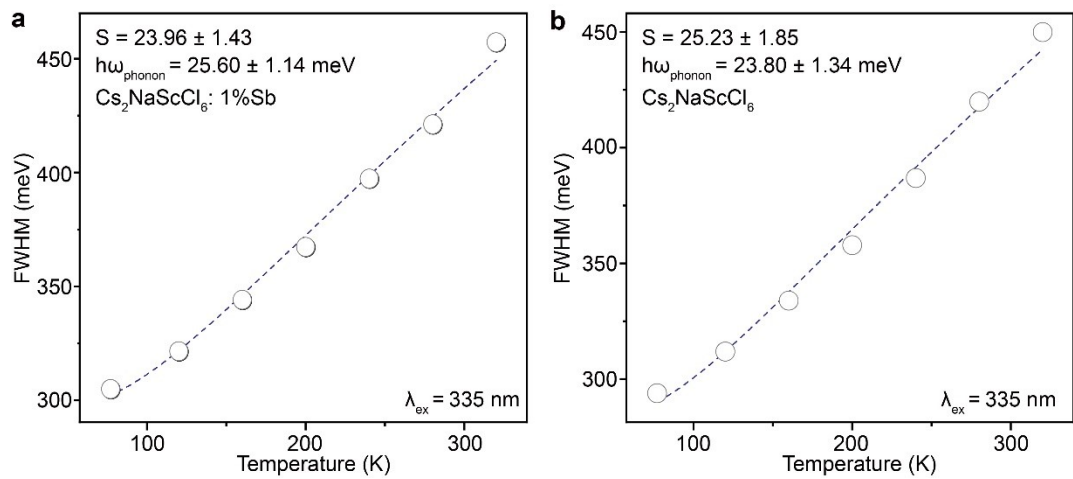 a
S = 23.96 ± 1.43
hω_phonon = 25.60 ± 1.14 meV
Cs₂NaScCl₆: 1%Sb
FWHM (meV)
450
400
350
300
λ_ex = 335 nm
100 200 300
Temperature (K)
b
S = 25.23 ± 1.85
hω_phonon = 23.80 ± 1.34 meV
Cs₂NaScCl₆
FWHM (meV)
450
400
350
300
λ_ex = 335 nm
100 200 300
Temperature (K)